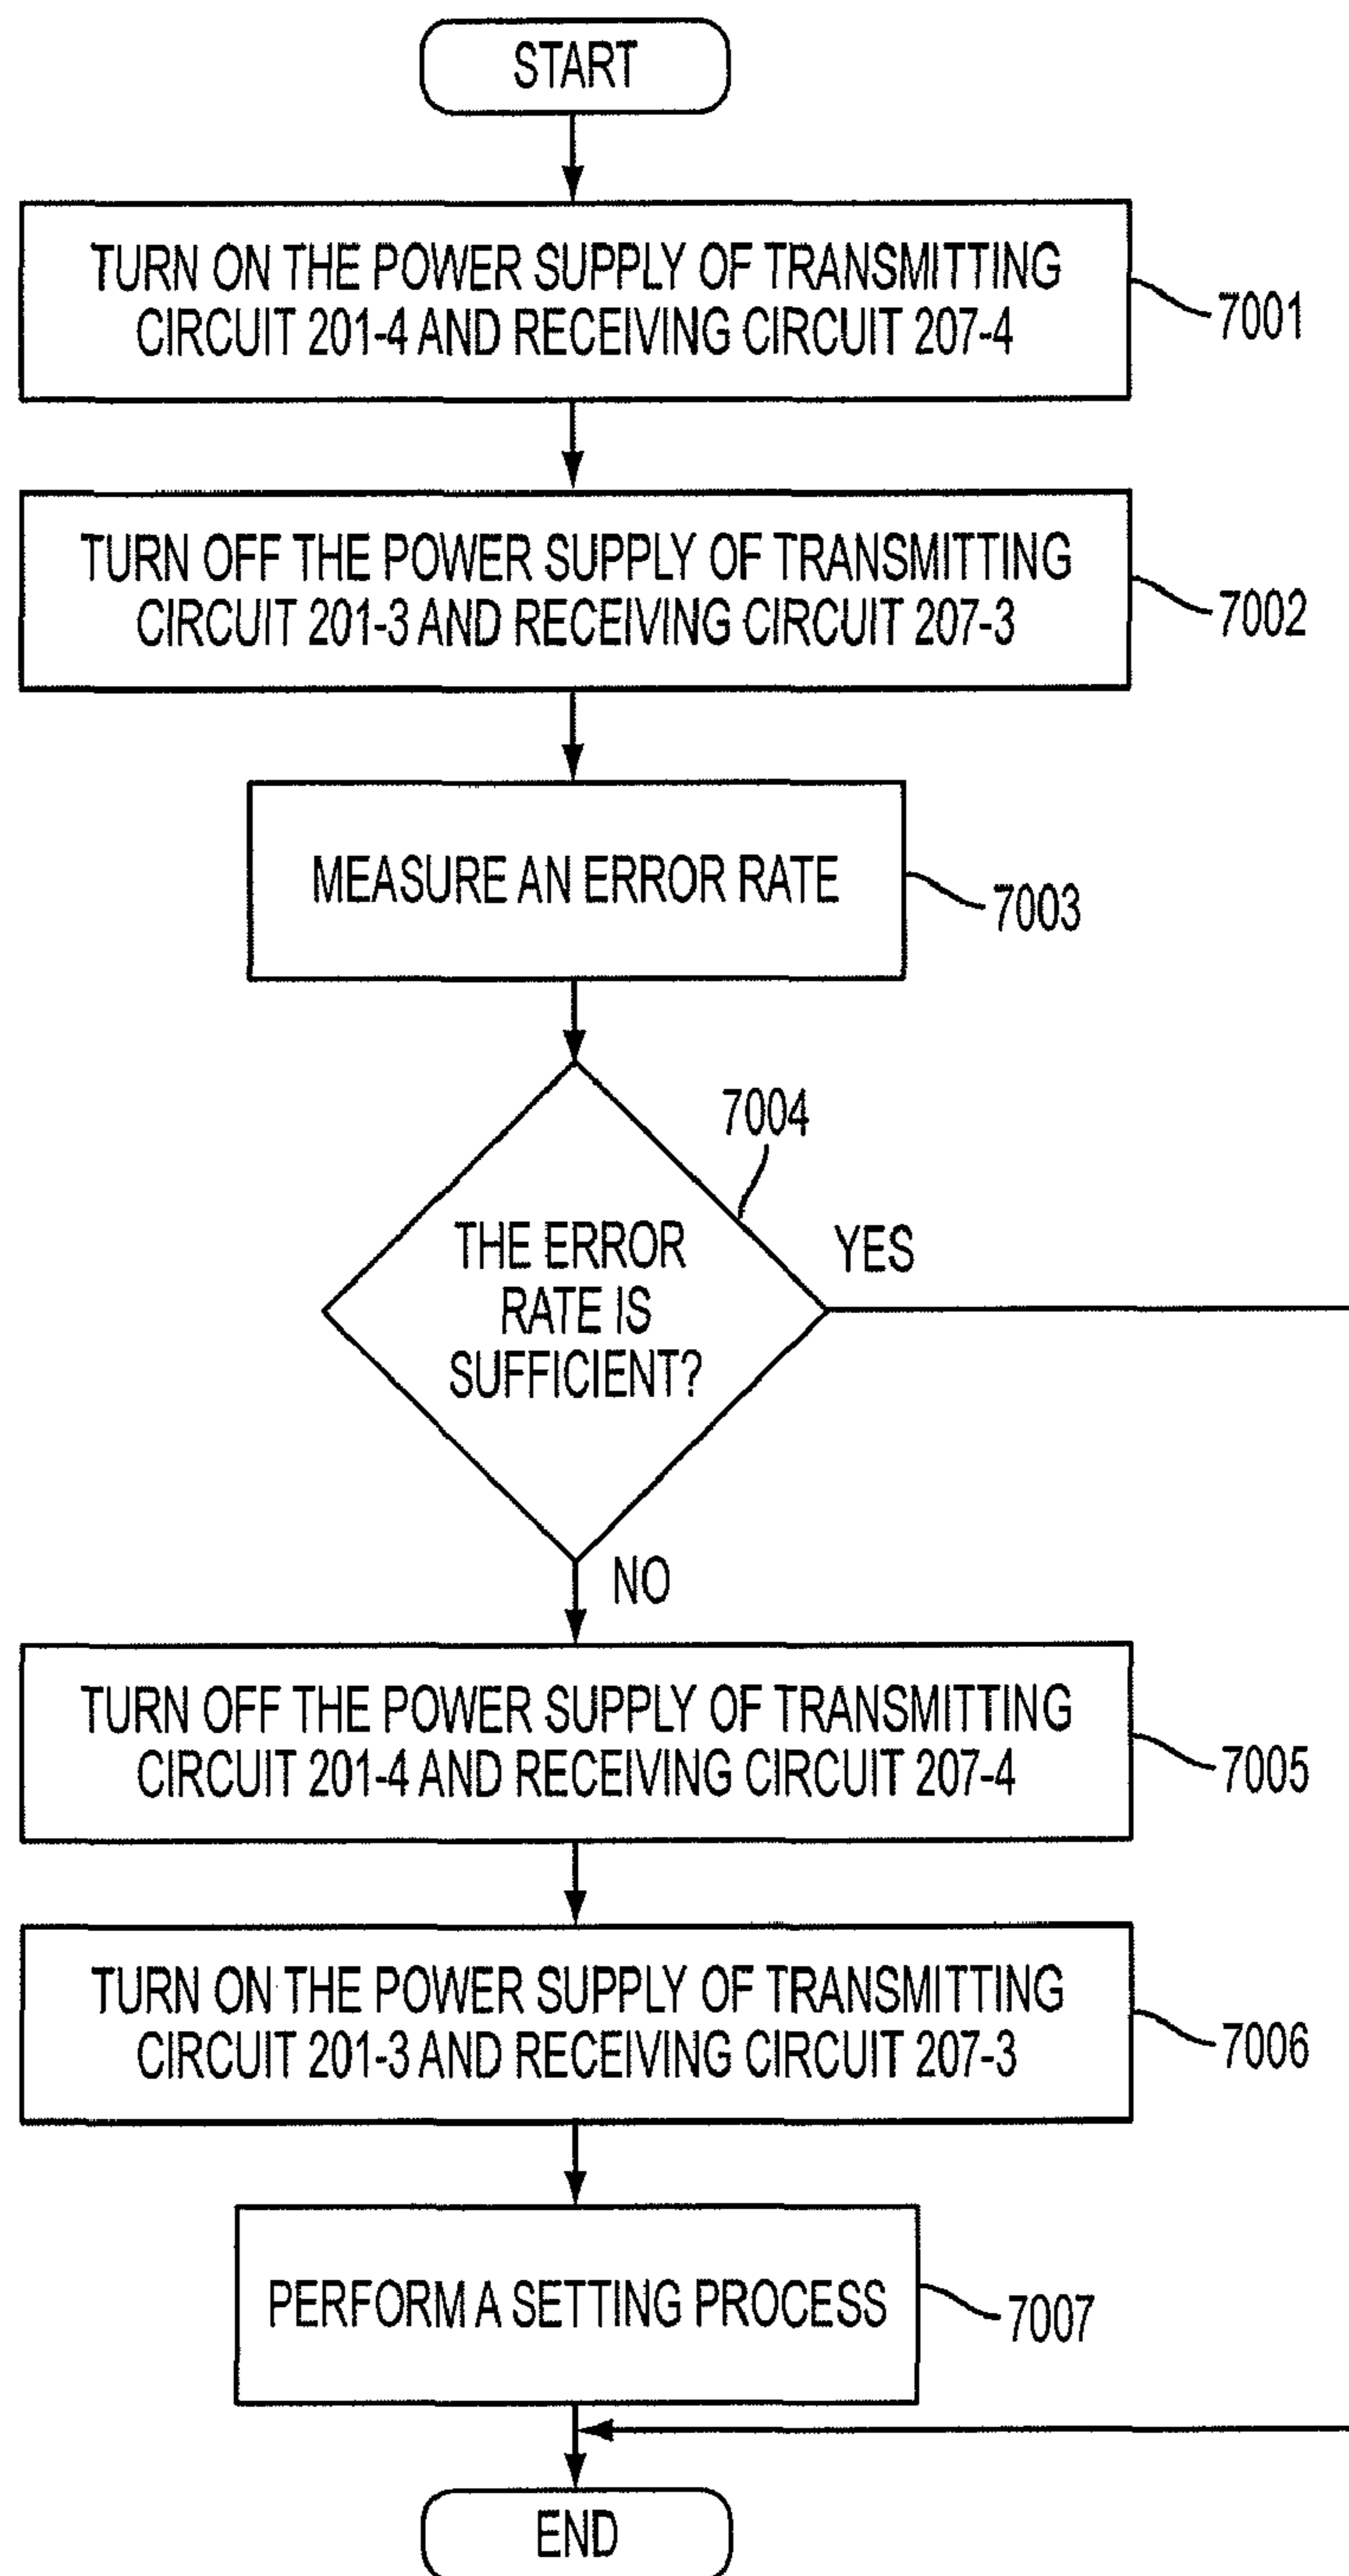 START
TURN ON THE POWER SUPPLY OF TRANSMITTING
CIRCUIT 201-4 AND RECEIVING CIRCUIT 207-4
7001
TURN OFF THE POWER SUPPLY OF TRANSMITTING
CIRCUIT 201-3 AND RECEIVING CIRCUIT 207-3
7002
MEASURE AN ERROR RATE
7003
7004
THE ERROR
RATE IS
SUFFICIENT?
YES
NO
TURN OFF THE POWER SUPPLY OF TRANSMITTING
CIRCUIT 201-4 AND RECEIVING CIRCUIT 207-4
7005
TURN ON THE POWER SUPPLY OF TRANSMITTING
CIRCUIT 201-3 AND RECEIVING CIRCUIT 207-3
7006
PERFORM A SETTING PROCESS
7007
END